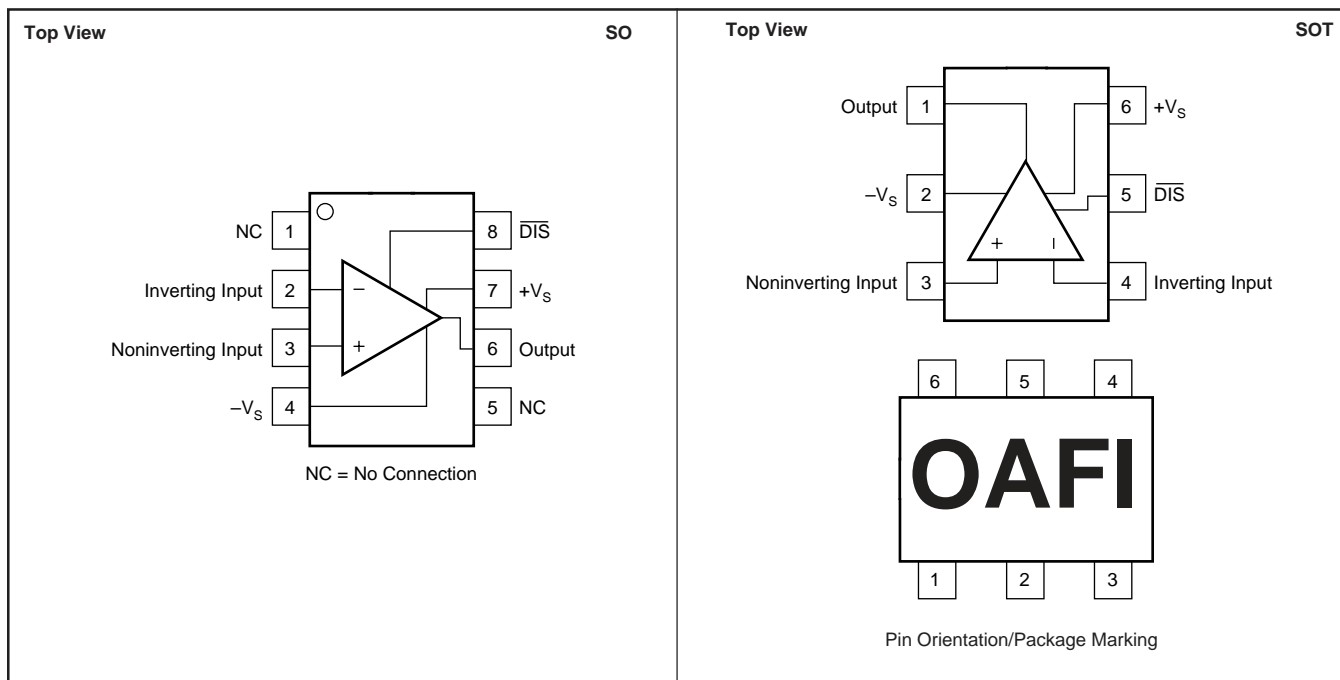 Top View SO
NC 1
8 D̅I̅S̅
Inverting Input 2
7 +VS
Noninverting Input 3
6 Output
–VS 4
5 NC
–
+
NC = No Connection
Top View SOT
Output 1
6 +VS
–VS 2
5 D̅I̅S̅
Noninverting Input 3
4 Inverting Input
+ –
6 5 4
OAFI
1 2 3
Pin Orientation/Package Marking